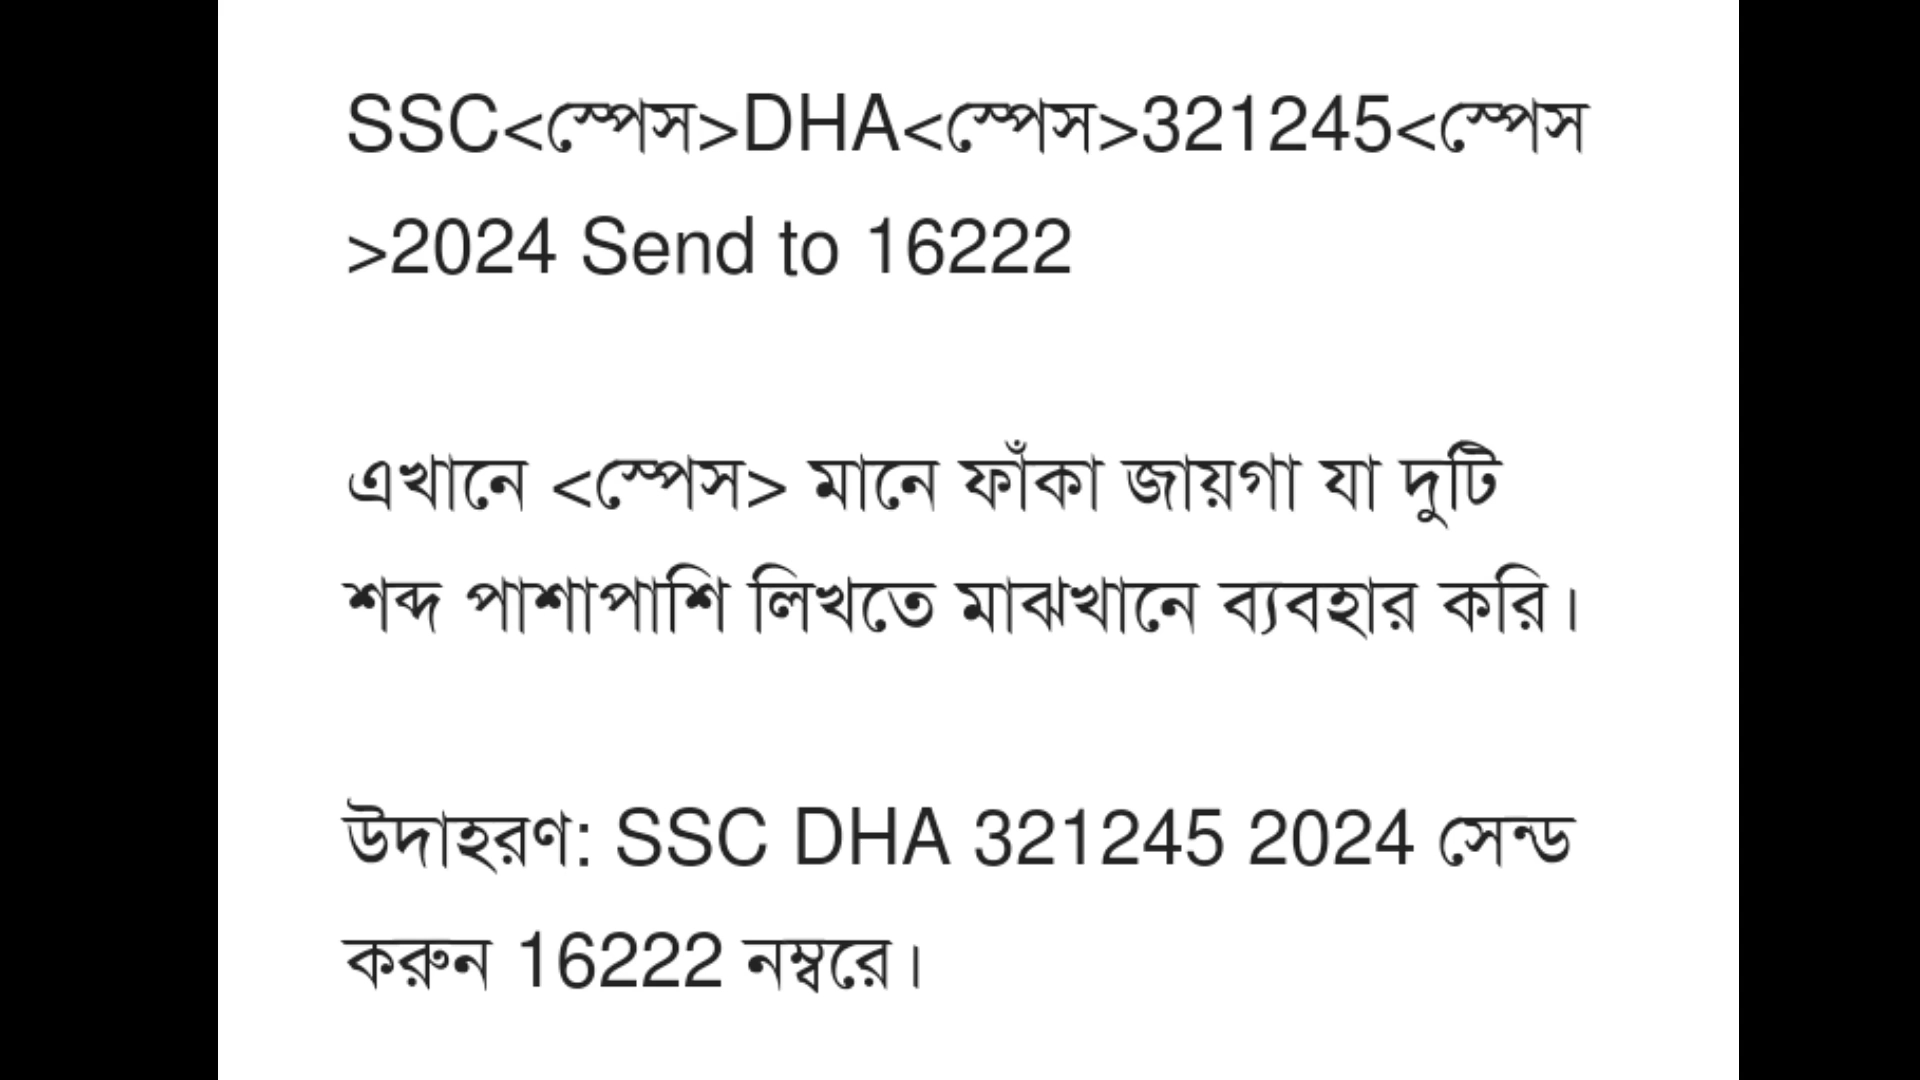 SSC<স্পেস>DHA<স্পেস>321245<স্পেস
>2024 Send to 16222
এখানে <স্পেস> মানে ফাঁকা জায়গা যা দুটি
শব্দ পাশাপাশি লিখতে মাঝখানে ব্যবহার করি।
উদাহরণ: SSC DHA 321245 2024 সেন্ড
করুন 16222 নম্বরে।